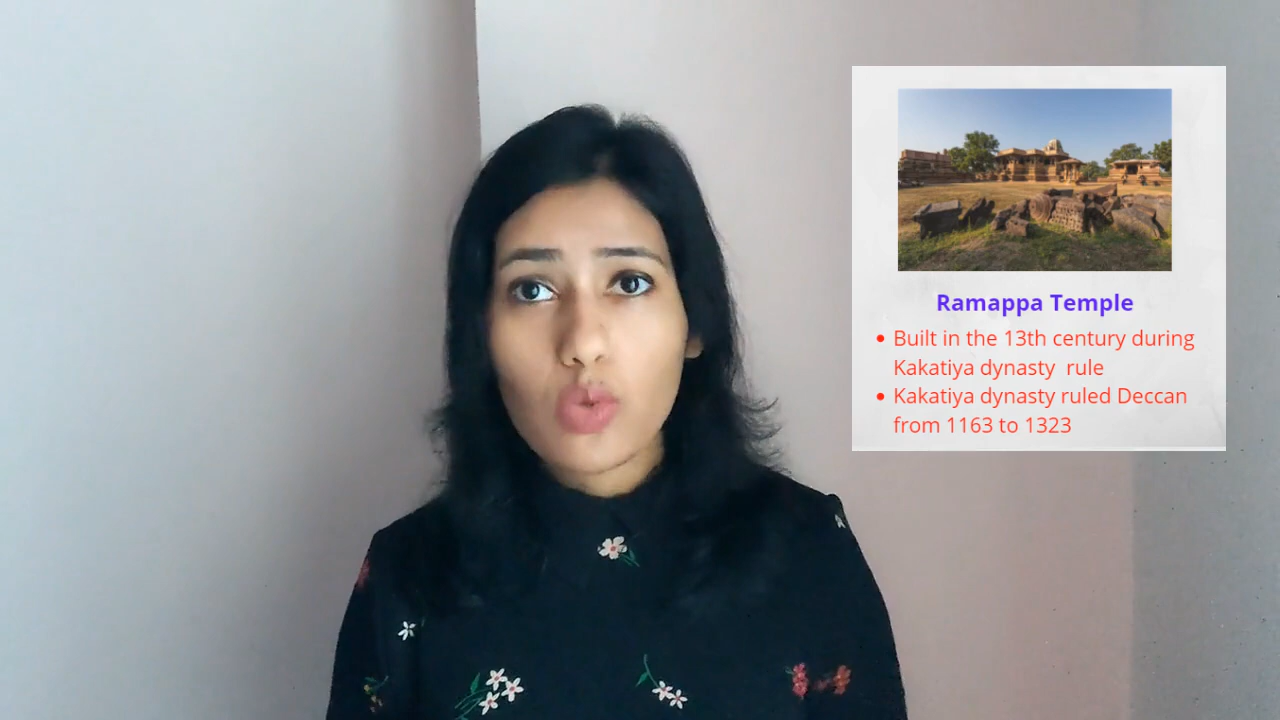 Ramappa Temple
• Built in the 13th century during
Kakatiya dynasty  rule
• Kakatiya dynasty ruled Deccan
from 1163 to 1323